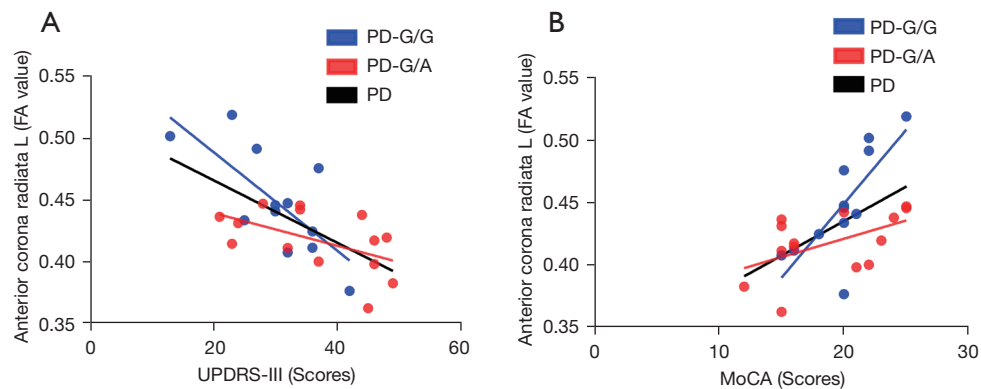 A
PD-G/G
PD-G/A
PD
Anterior corona radiata L (FA value)
0.55
0.50
0.45
0.40
0.35
0
20
40
60
UPDRS-III (Scores)
B
PD-G/G
PD-G/A
PD
Anterior corona radiata L (FA value)
0.55
0.50
0.45
0.40
0.35
0
10
20
30
MoCA (Scores)